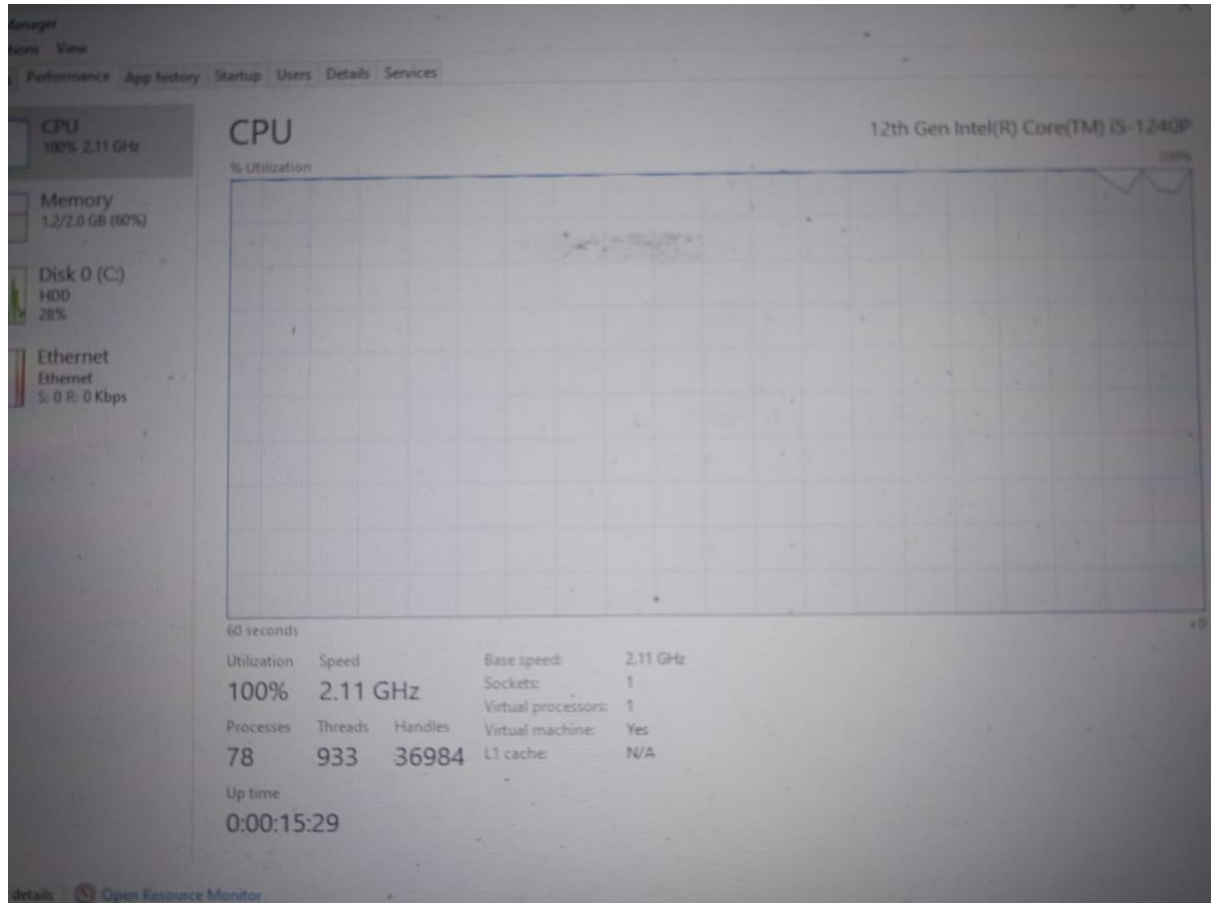 Manager
View
Performance App history Startup Users Details Services
CPU
100% 2.11 GHz
Memory
1.2/2.0 GB (60%)
Disk 0 (C:)
HDD
28%
Ethernet
Ethernet
S: 0 R: 0 Kbps
CPU
12th Gen Intel(R) Core(TM) i5-1240P
% Utilization
100%
60 seconds
0
Utilization Speed
100% 2.11 GHz
Processes Threads Handles
78 933 36984
Up time
0:00:15:29
Base speed: 2.11 GHz
Sockets: 1
Virtual processors: 1
Virtual machine: Yes
L1 cache: N/A
details
Open Resource Monitor